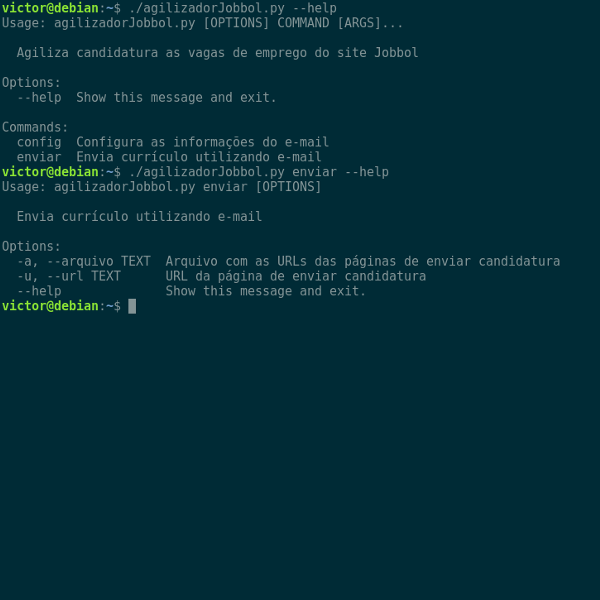 victor@debian:~$ ./agilizadorJobbol.py --help
Usage: agilizadorJobbol.py [OPTIONS] COMMAND [ARGS]...

  Agiliza candidatura as vagas de emprego do site Jobbol

Options:
  --help  Show this message and exit.

Commands:
  config  Configura as informações do e-mail
  enviar  Envia currículo utilizando e-mail
victor@debian:~$ ./agilizadorJobbol.py enviar --help
Usage: agilizadorJobbol.py enviar [OPTIONS]

  Envia currículo utilizando e-mail

Options:
  -a, --arquivo TEXT  Arquivo com as URLs das páginas de enviar candidatura
  -u, --url TEXT      URL da página de enviar candidatura
  --help              Show this message and exit.
victor@debian:~$